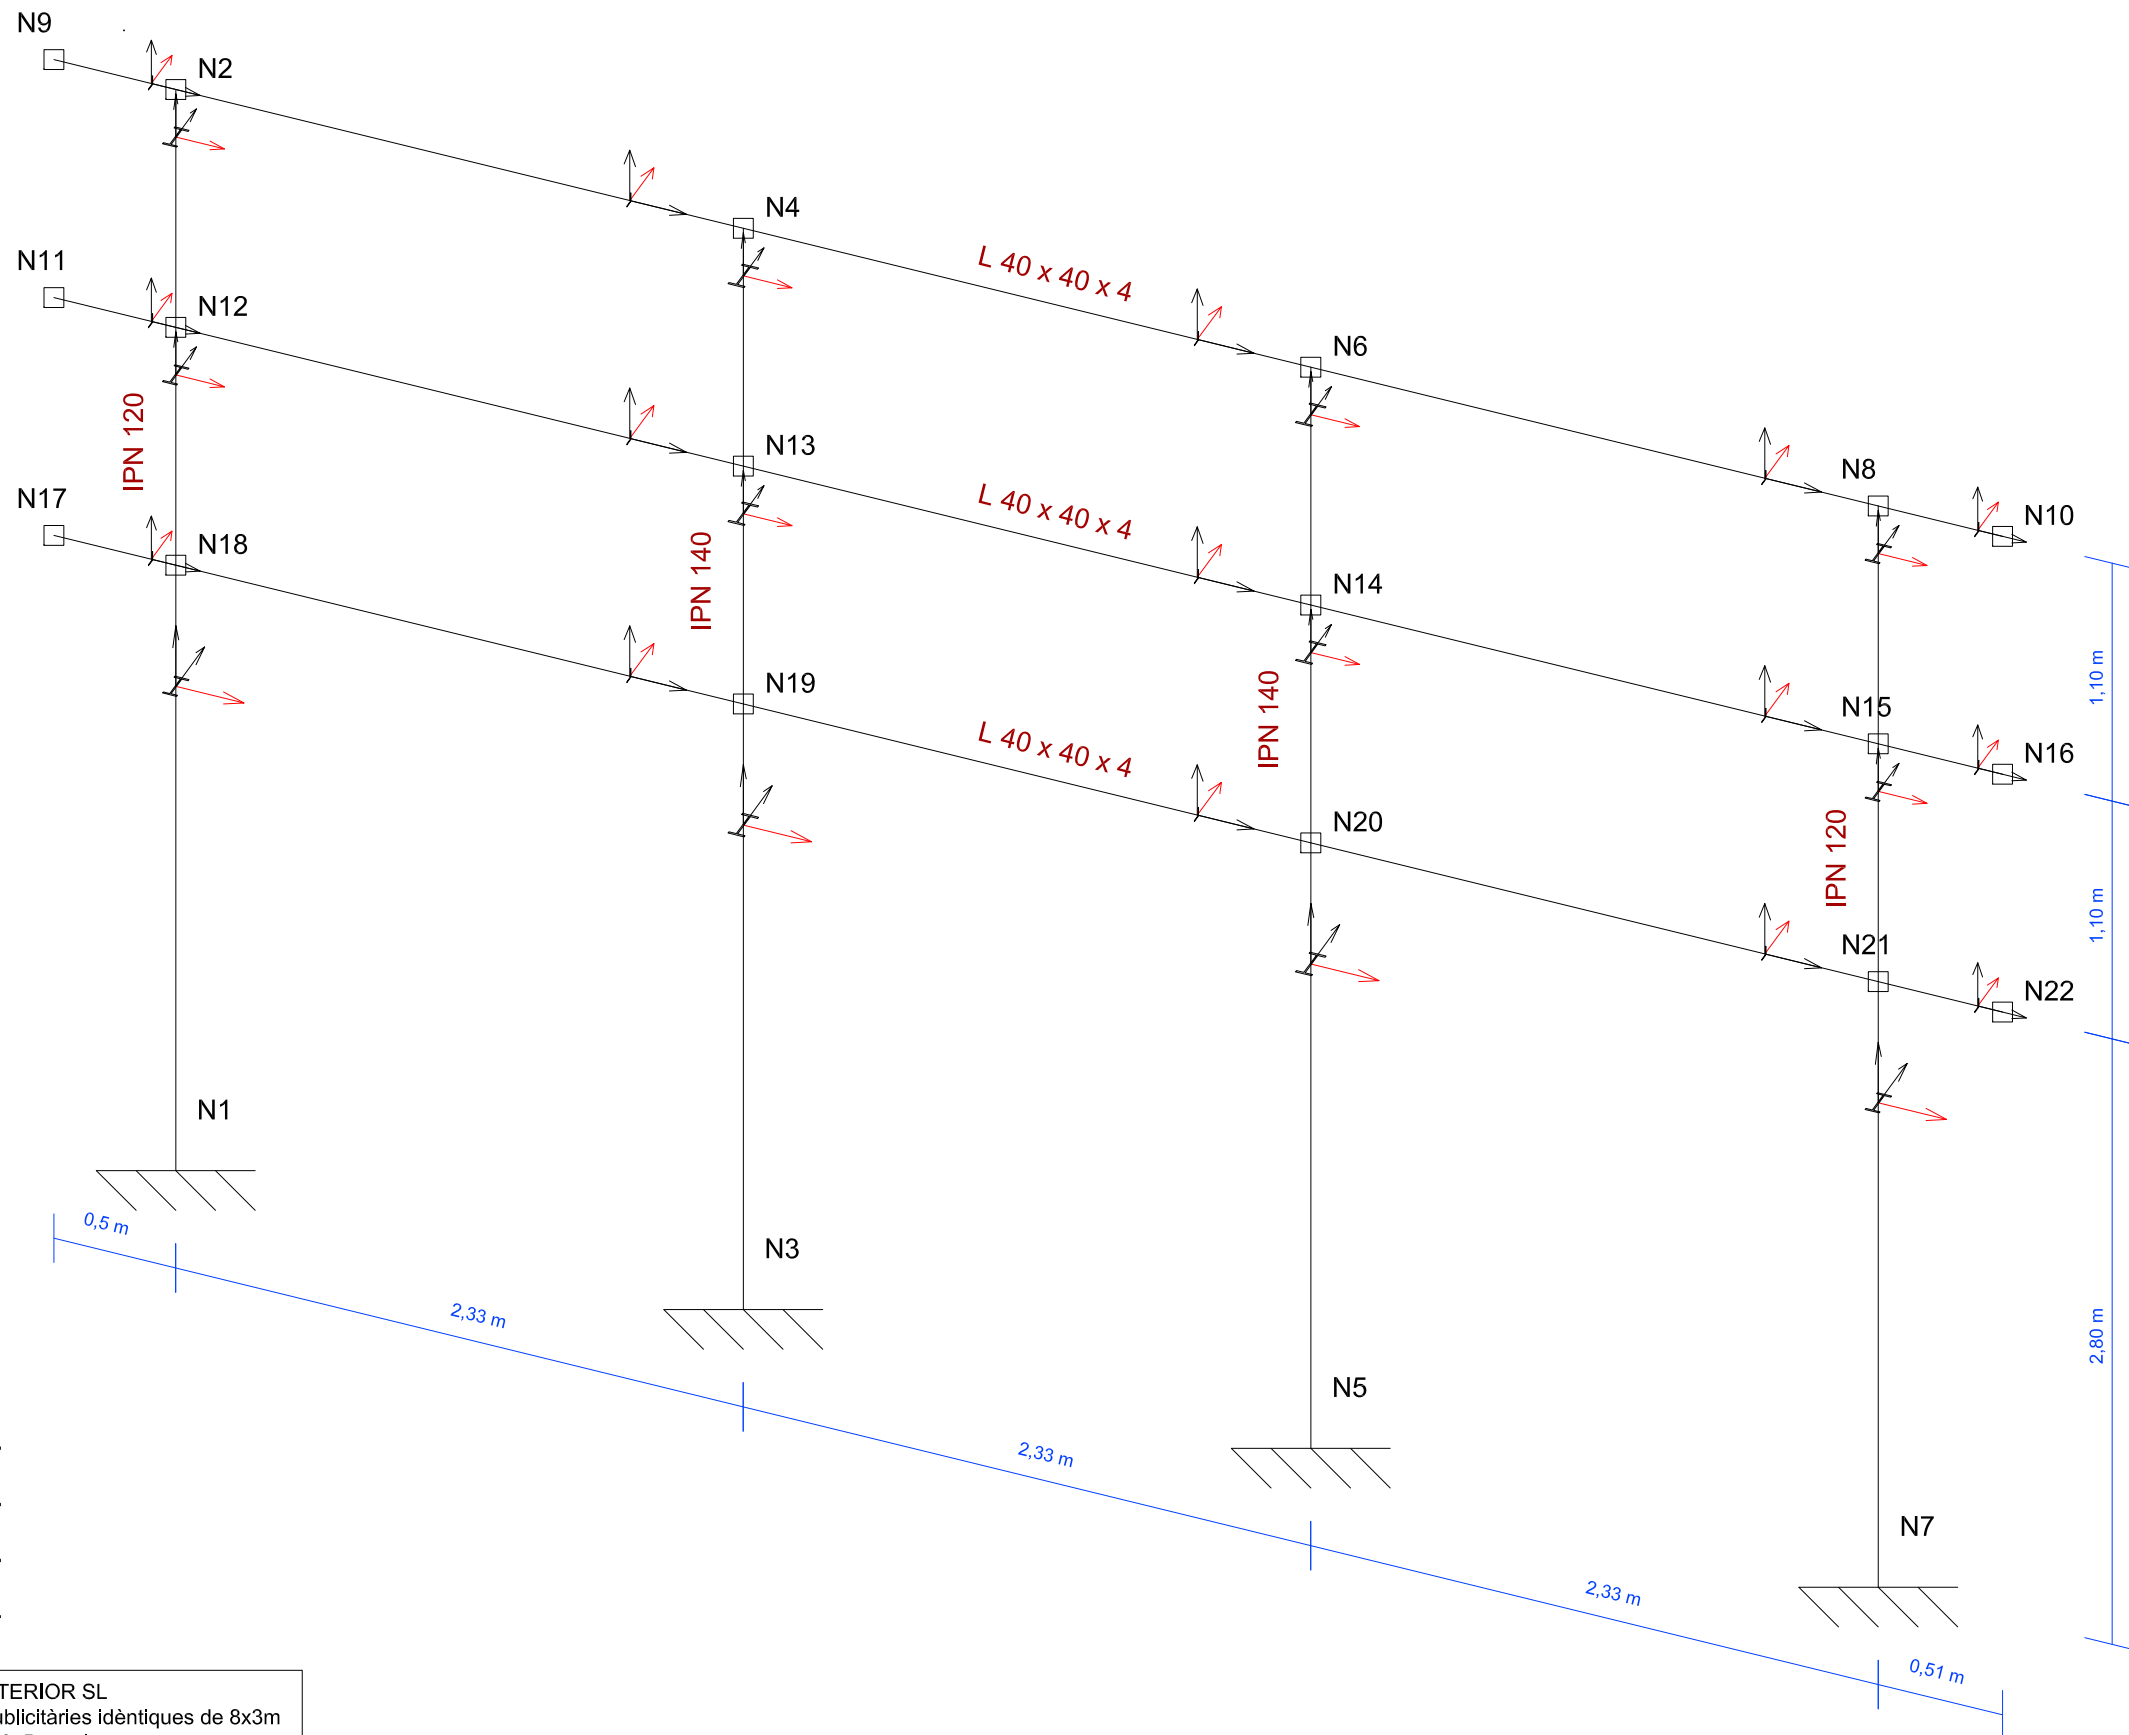 N9
N2
N4
L 40 x 40 x 4
N11
N12
N6
IPN 120
N13
L 40 x 40 x 4
N8
N10
N17
N18
IPN 140
N14
1,10 m
N19
L 40 x 40 x 4
IPN 140
N15
N16
N20
IPN 120
1,10 m
N21
N22
N1
0,5 m
N3
2,33 m
2,80 m
N5
2,33 m
N7
2,33 m
0,51 m
TERIOR SL
ublicitàries idèntiques de 8x3m